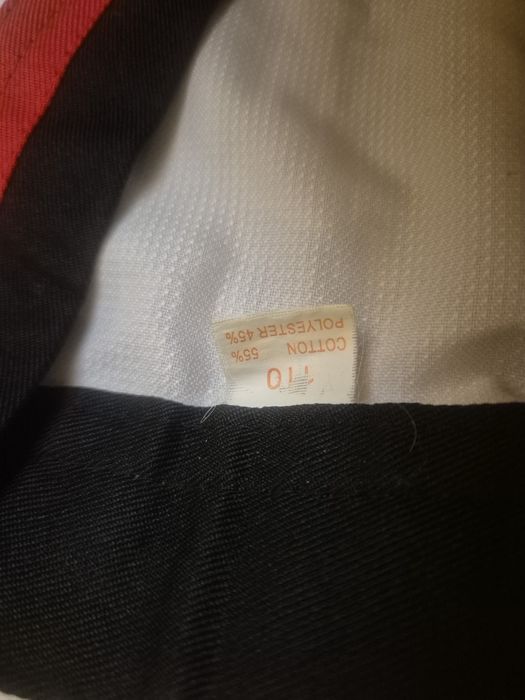 110
COTTON 55%
POLYESTER 45%